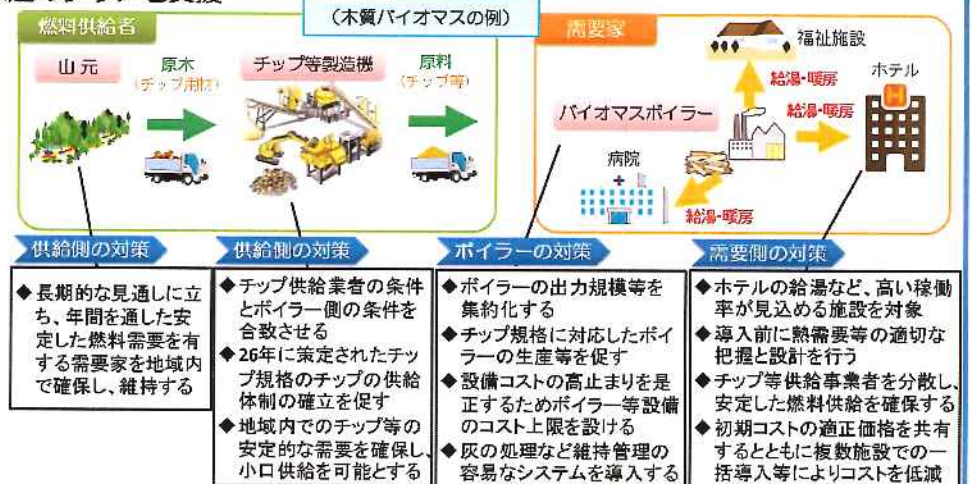 （木質バイオマスの例）
燃料供給者
山元
原木
（チップ用材）
チップ等製造機
原料
（チップ等）
需要家
福祉施設
給湯・暖房
ホテル
H
給湯・暖房
バイオマスボイラー
病院
給湯・暖房
供給側の対策
◆長期的な見通しに立
ち、年間を通した安
定した燃料需要を有
する需要家を地域内
で確保し、維持する
供給側の対策
◆チップ供給業者の条件
とボイラー側の条件を
合致させる
◆26年に策定されたチッ
プ規格のチップの供給
体制の確立を促す
◆地域内でのチップ等の
安定的な需要を確保し、
小口供給を可能とする
ボイラーの対策
◆ボイラーの出力規模等を
集約化する
◆チップ規格に対応したボイ
ラーの生産等を促す
◆設備コストの高止まりを是
正するためボイラー等設備
のコスト上限を設ける
◆灰の処理など維持管理の
容易なシステムを導入する
需要側の対策
◆ホテルの給湯など、高い稼働
率が見込める施設を対象
◆導入前に熱需要等の適切な
把握と設計を行う
◆チップ等供給事業者を分散し、
安定した燃料供給を確保する
◆初期コストの適正価格を共有
するとともに複数施設での一
括導入等によりコストを低減